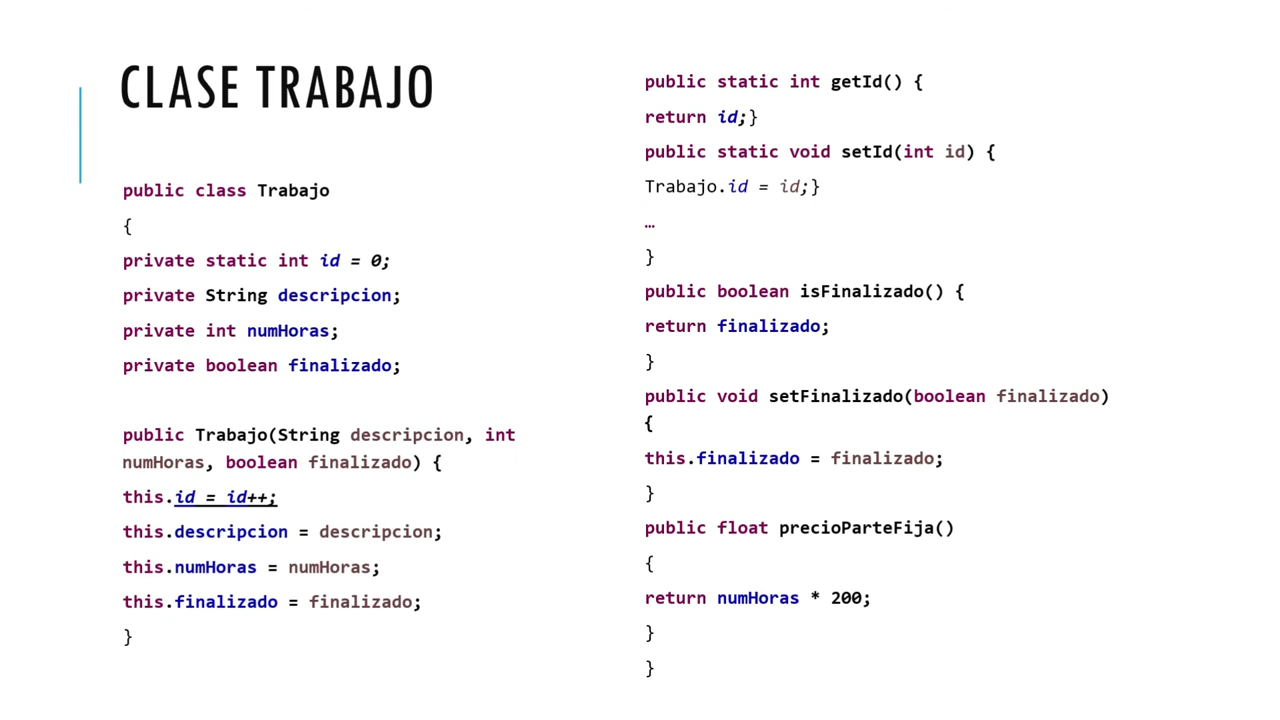 CLASE TRABAJO
public class Trabajo
{
private static int id = 0;
private String descripcion;
private int numHoras;
private boolean finalizado;
public Trabajo(String descripcion, int
numHoras, boolean finalizado) {
this.id = id++;
this.descripcion = descripcion;
this.numHoras = numHoras;
this.finalizado = finalizado;
}
public static int getId() {
return id;}
public static void setId(int id) {
Trabajo.id = id;}
…
}
public boolean isFinalizado() {
return finalizado;
}
public void setFinalizado(boolean finalizado)
{
this.finalizado = finalizado;
}
public float precioParteFija()
{
return numHoras * 200;
}
}